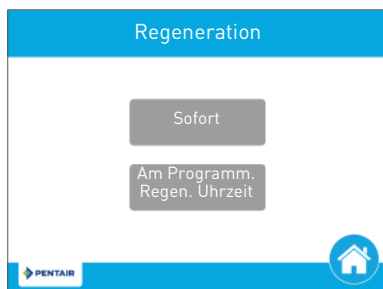 Regeneration
Sofort
Am Programm.
Regen. Uhrzeit
PENTAIR